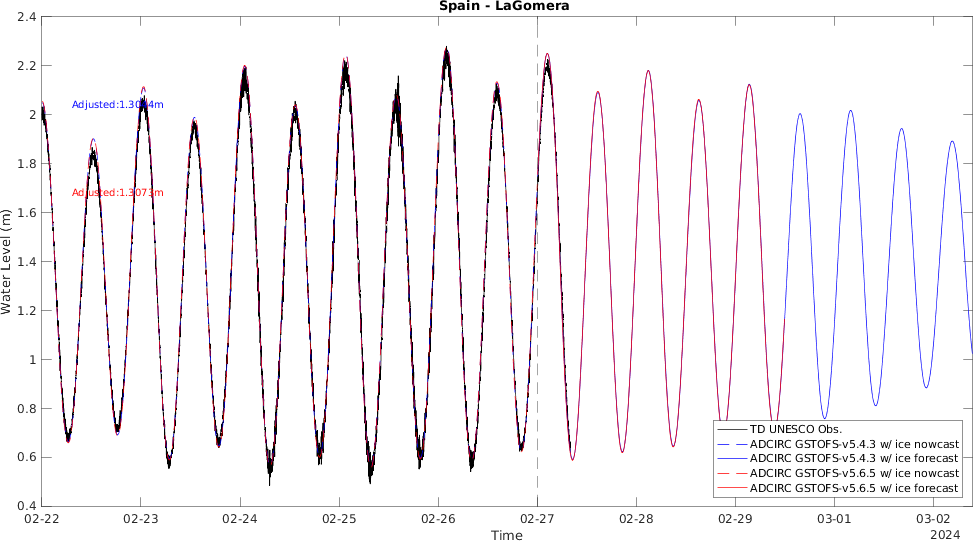 Spain - LaGomera
2.4
2.2
2
1.8
1.6
1.4
1.2
1
0.8
0.6
0.4
Water Level (m)
Adjusted:1.3064m
Adjusted:1.3073m
TD UNESCO Obs.
ADCIRC GSTOFS-v5.4.3 w/ ice nowcast
ADCIRC GSTOFS-v5.4.3 w/ ice forecast
ADCIRC GSTOFS-v5.6.5 w/ ice nowcast
ADCIRC GSTOFS-v5.6.5 w/ ice forecast
02-22 02-23 02-24 02-25 02-26 02-27 02-28 02-29 03-01 03-02
Time
2024